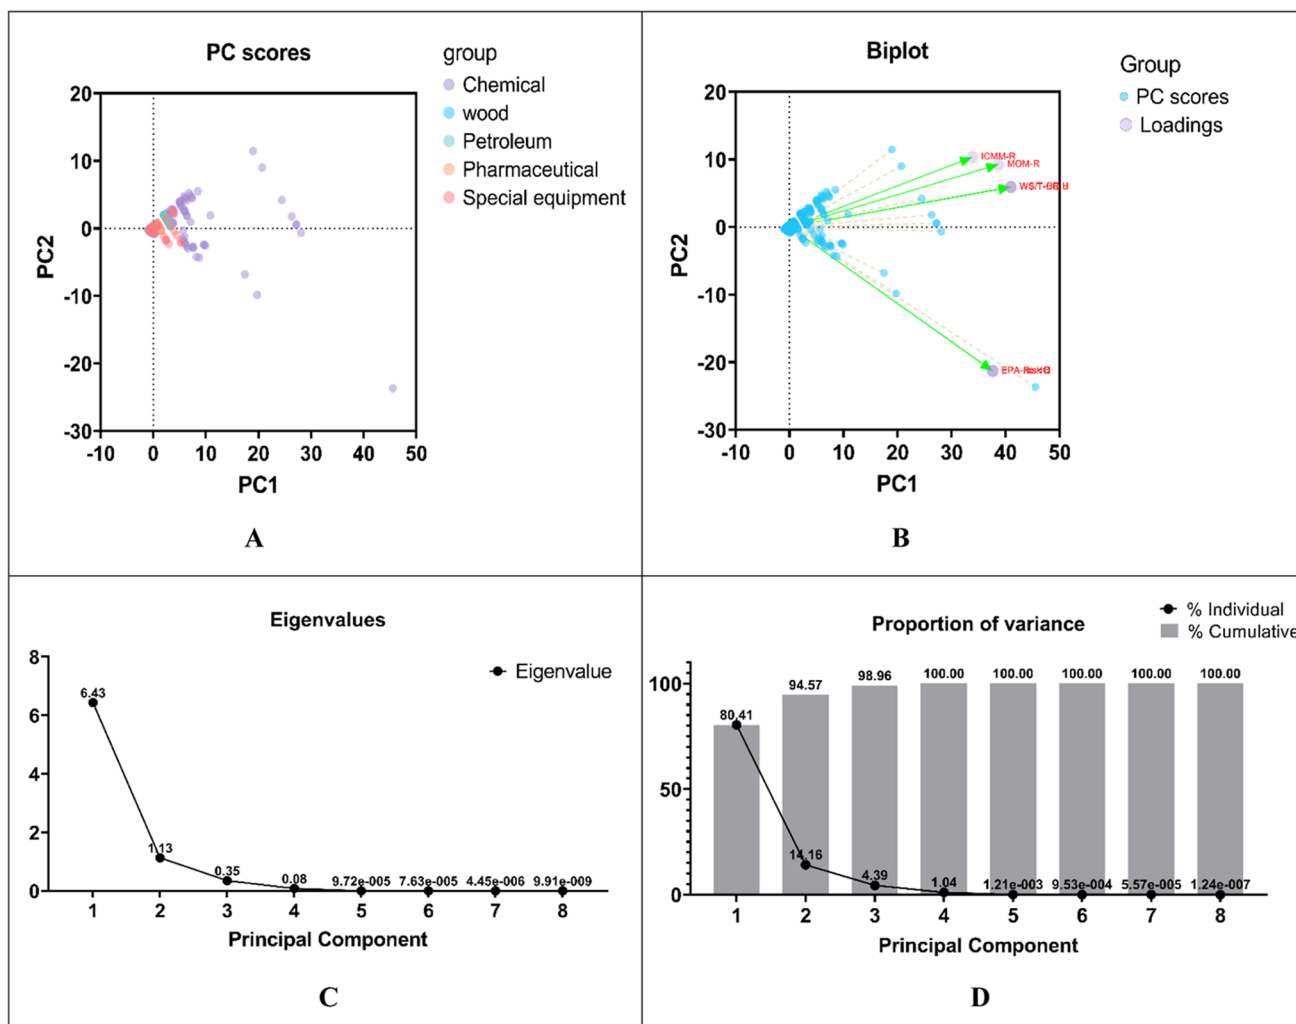 PC scores
group
Chemical
wood
Petroleum
Pharmaceutical
Special equipment
20
10
0
-10
-20
-30
-10 0 10 20 30 40 50
PC2
PC1
A
Biplot
Group
PC scores
Loadings
20
10
0
-10
-20
-30
-10 0 10 20 30 40 50
PC2
PC1
ICMM-R
MOM-R
B
Eigenvalues
Eigenvalue
8
6
4
2
0
6.43
1.13
0.35
0.08
9.72e-005
7.63e-005
4.45e-006
9.91e-009
1 2 3 4 5 6 7 8
Principal Component
C
Proportion of variance
% Individual
% Cumulative
100
50
0
80.41
94.57
98.96
100.00
100.00
100.00
100.00
100.00
14.16
4.39
1.04
1.21e-003
9.53e-004
5.57e-005
1.24e-007
1 2 3 4 5 6 7 8
Principal Component
D